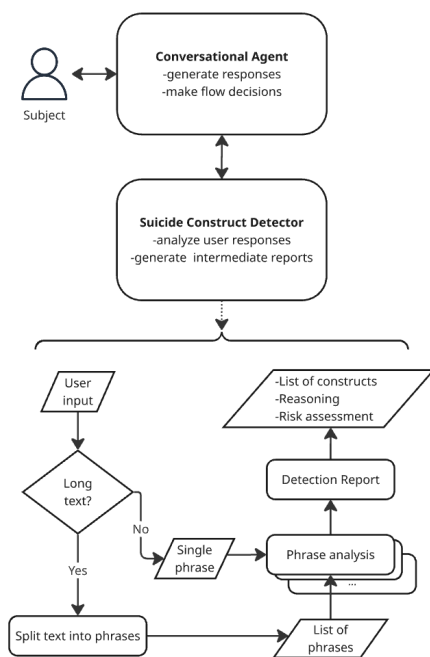 Conversational Agent
-generate responses
-make flow decisions
Subject
Suicide Construct Detector
-analyze user responses
-generate intermediate reports
User
input
-List of constructs
-Reasoning
-Risk assessment
Long
text?
Detection Report
No
Single
phrase
Phrase analysis
...
Yes
Split text into phrases
List of
phrases